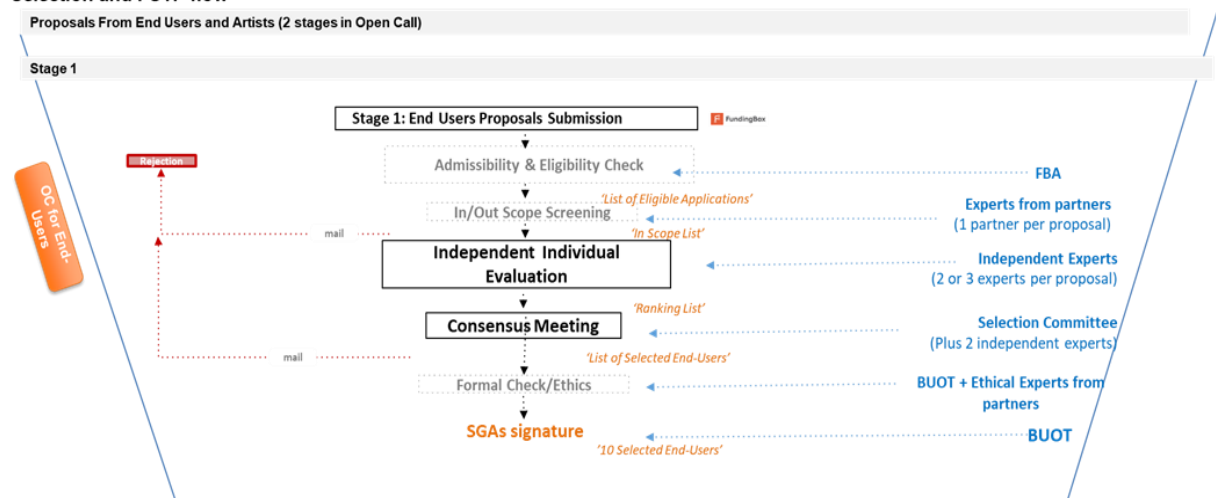 Proposals From End Users and Artists (2 stages in Open Call)
Stage 1
Stage 1: End Users Proposals Submission
FundingBox
Rejection
Admissibility & Eligibility Check
FBA
OC for End-
Users
'List of Eligible Applications'
In/Out Scope Screening
Experts from partners
(1 partner per proposal)
mail
'In Scope List'
Independent Individual
Evaluation
Independent Experts
(2 or 3 experts per proposal)
'Ranking List'
Consensus Meeting
Selection Committee
(Plus 2 independent experts)
mail
'List of Selected End-Users'
Formal Check/Ethics
BUOT + Ethical Experts from
partners
SGAs signature
BUOT
'10 Selected End-Users'